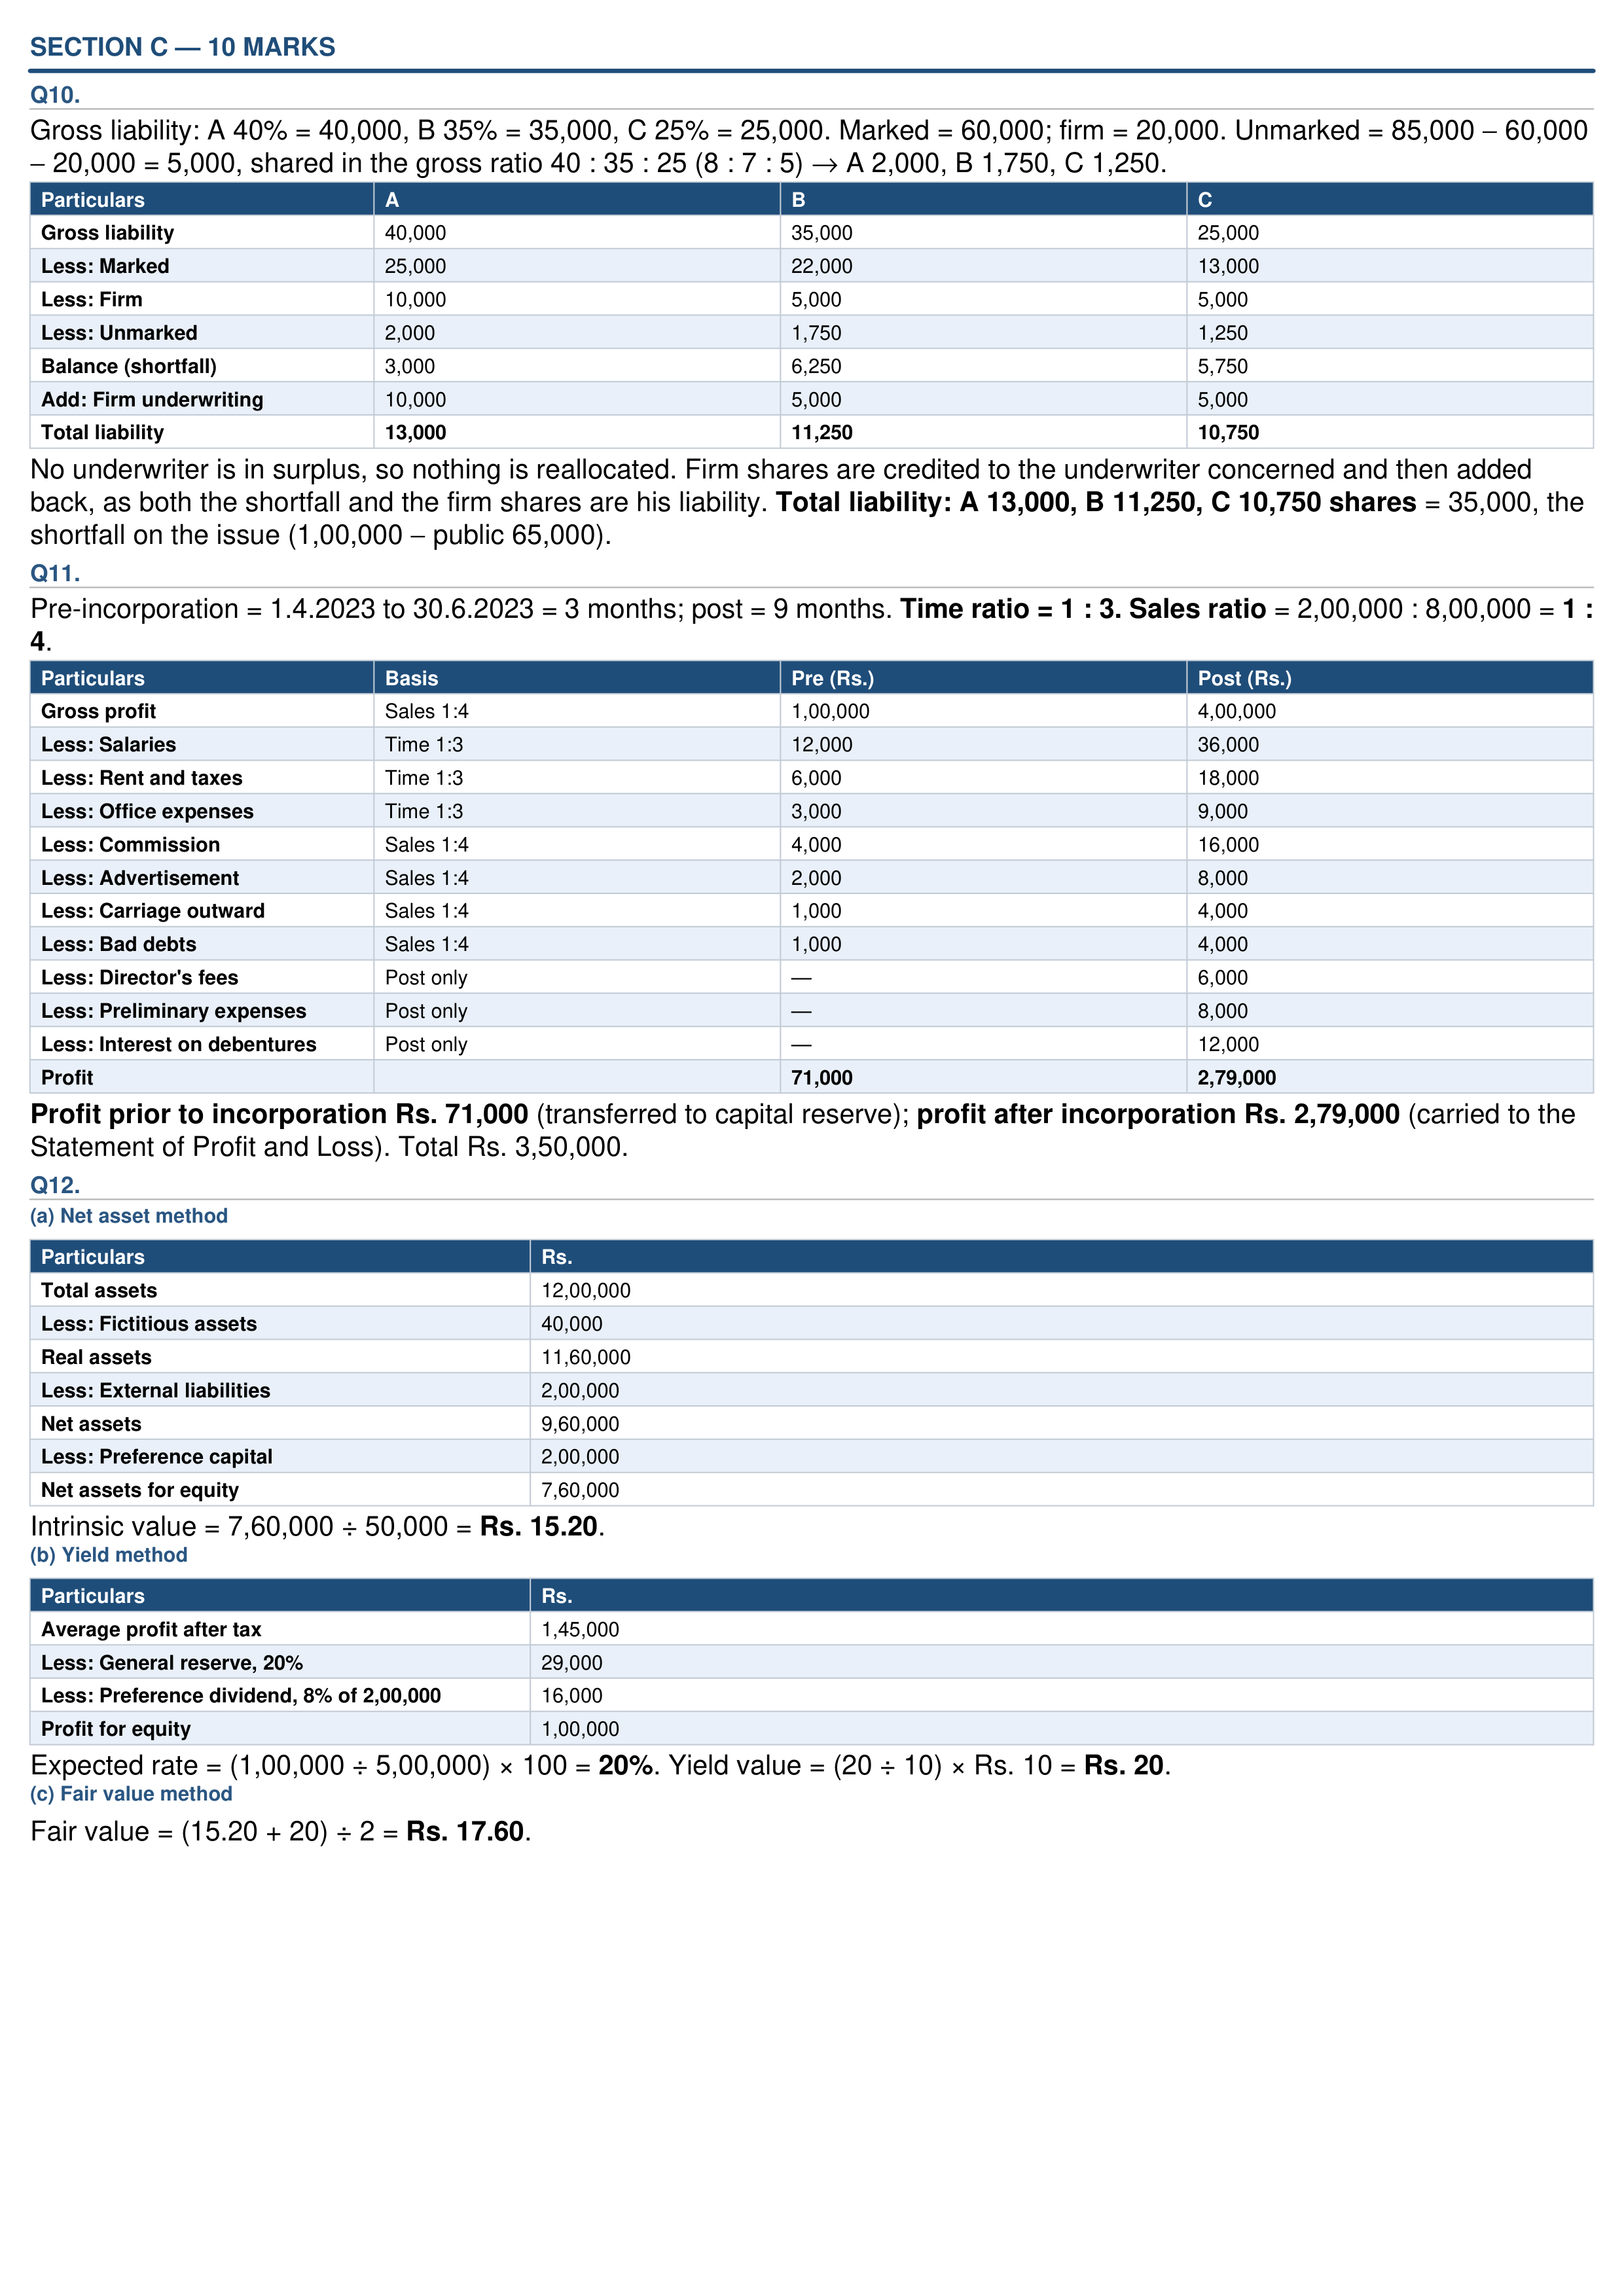 SECTION C — 10 MARKS
Q10.
Gross liability: A 40% = 40,000, B 35% = 35,000, C 25% = 25,000. Marked = 60,000; firm = 20,000. Unmarked = 85,000 – 60,000
– 20,000 = 5,000, shared in the gross ratio 40 : 35 : 25 (8 : 7 : 5) → A 2,000, B 1,750, C 1,250.
Particulars A B C
Gross liability 40,000 35,000 25,000
Less: Marked 25,000 22,000 13,000
Less: Firm 10,000 5,000 5,000
Less: Unmarked 2,000 1,750 1,250
Balance (shortfall) 3,000 6,250 5,750
Add: Firm underwriting 10,000 5,000 5,000
Total liability 13,000 11,250 10,750
No underwriter is in surplus, so nothing is reallocated. Firm shares are credited to the underwriter concerned and then added
back, as both the shortfall and the firm shares are his liability. Total liability: A 13,000, B 11,250, C 10,750 shares = 35,000, the
shortfall on the issue (1,00,000 – public 65,000).
Q11.
Pre-incorporation = 1.4.2023 to 30.6.2023 = 3 months; post = 9 months. Time ratio = 1 : 3. Sales ratio = 2,00,000 : 8,00,000 = 1 :
4.
Particulars Basis Pre (Rs.) Post (Rs.)
Gross profit Sales 1:4 1,00,000 4,00,000
Less: Salaries Time 1:3 12,000 36,000
Less: Rent and taxes Time 1:3 6,000 18,000
Less: Office expenses Time 1:3 3,000 9,000
Less: Commission Sales 1:4 4,000 16,000
Less: Advertisement Sales 1:4 2,000 8,000
Less: Carriage outward Sales 1:4 1,000 4,000
Less: Bad debts Sales 1:4 1,000 4,000
Less: Director's fees Post only — 6,000
Less: Preliminary expenses Post only — 8,000
Less: Interest on debentures Post only — 12,000
Profit 71,000 2,79,000
Profit prior to incorporation Rs. 71,000 (transferred to capital reserve); profit after incorporation Rs. 2,79,000 (carried to the
Statement of Profit and Loss). Total Rs. 3,50,000.
Q12.
(a) Net asset method
Particulars Rs.
Total assets 12,00,000
Less: Fictitious assets 40,000
Real assets 11,60,000
Less: External liabilities 2,00,000
Net assets 9,60,000
Less: Preference capital 2,00,000
Net assets for equity 7,60,000
Intrinsic value = 7,60,000 ÷ 50,000 = Rs. 15.20.
(b) Yield method
Particulars Rs.
Average profit after tax 1,45,000
Less: General reserve, 20% 29,000
Less: Preference dividend, 8% of 2,00,000 16,000
Profit for equity 1,00,000
Expected rate = (1,00,000 ÷ 5,00,000) × 100 = 20%. Yield value = (20 ÷ 10) × Rs. 10 = Rs. 20.
(c) Fair value method
Fair value = (15.20 + 20) ÷ 2 = Rs. 17.60.